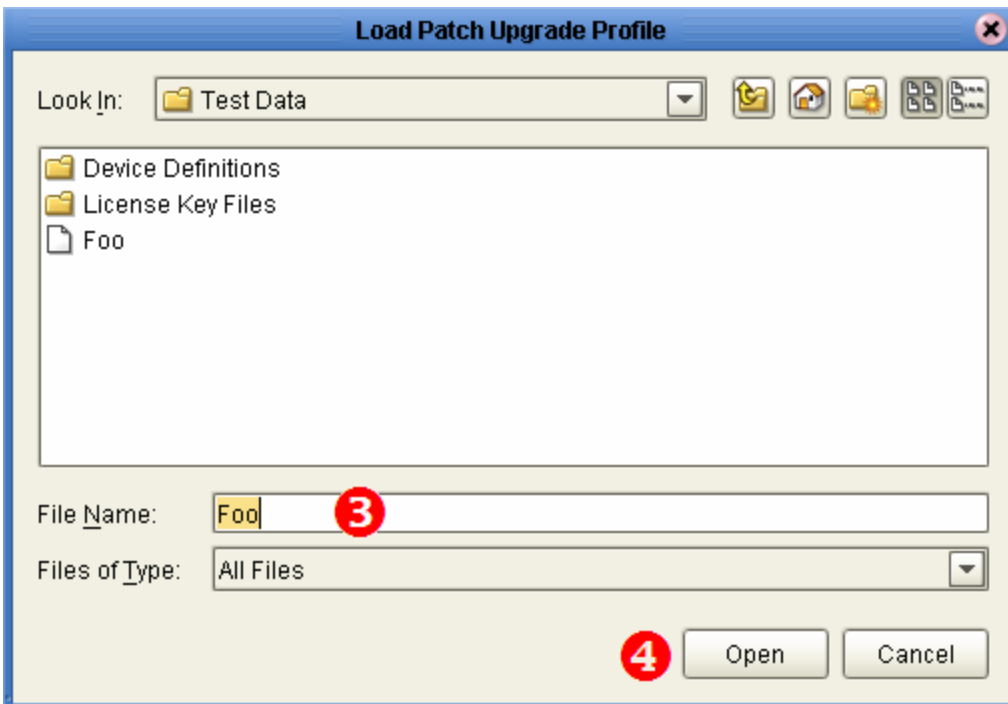 Load Patch Upgrade Profile
Look In: Test Data
Device Definitions
License Key Files
Foo
File Name: Foo 3
Files of Type: All Files
4 Open Cancel